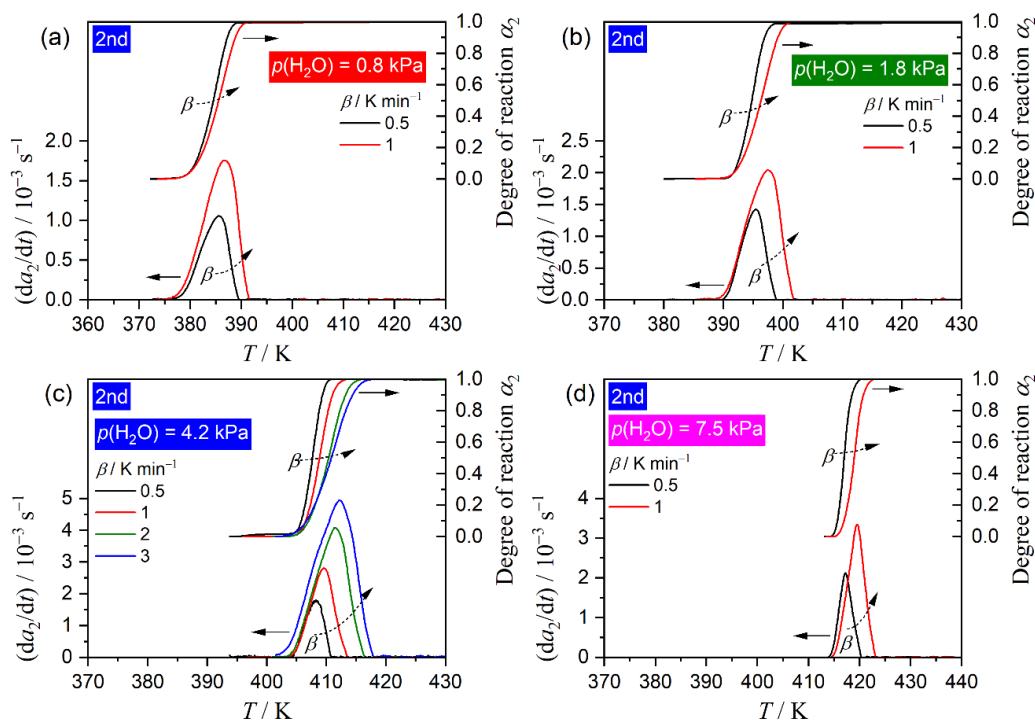 (a)
2nd
p(H₂O) = 0.8 kPa
β / K min⁻¹
0.5
1
β
β
(da₂/dt) / 10⁻³ s⁻¹
2.0
1.5
1.0
0.5
0.0
Degree of reaction α₂
1.0
0.8
0.6
0.4
0.2
0.0
360 370 380 390 400 410 420 430
T / K
(b)
2nd
p(H₂O) = 1.8 kPa
β / K min⁻¹
0.5
1
β
β
(da₂/dt) / 10⁻³ s⁻¹
2.5
2.0
1.5
1.0
0.5
0.0
Degree of reaction α₂
1.0
0.8
0.6
0.4
0.2
0.0
370 380 390 400 410 420 430
T / K
(c)
2nd
p(H₂O) = 4.2 kPa
β / K min⁻¹
0.5
1
2
3
β
β
(da₂/dt) / 10⁻³ s⁻¹
5
4
3
2
1
0
Degree of reaction α₂
1.0
0.8
0.6
0.4
0.2
0.0
370 380 390 400 410 420 430
T / K
(d)
2nd
p(H₂O) = 7.5 kPa
β / K min⁻¹
0.5
1
β
β
(da₂/dt) / 10⁻³ s⁻¹
4
3
2
1
0
Degree of reaction α₂
1.0
0.8
0.6
0.4
0.2
0.0
370 380 390 400 410 420 430 440
T / K